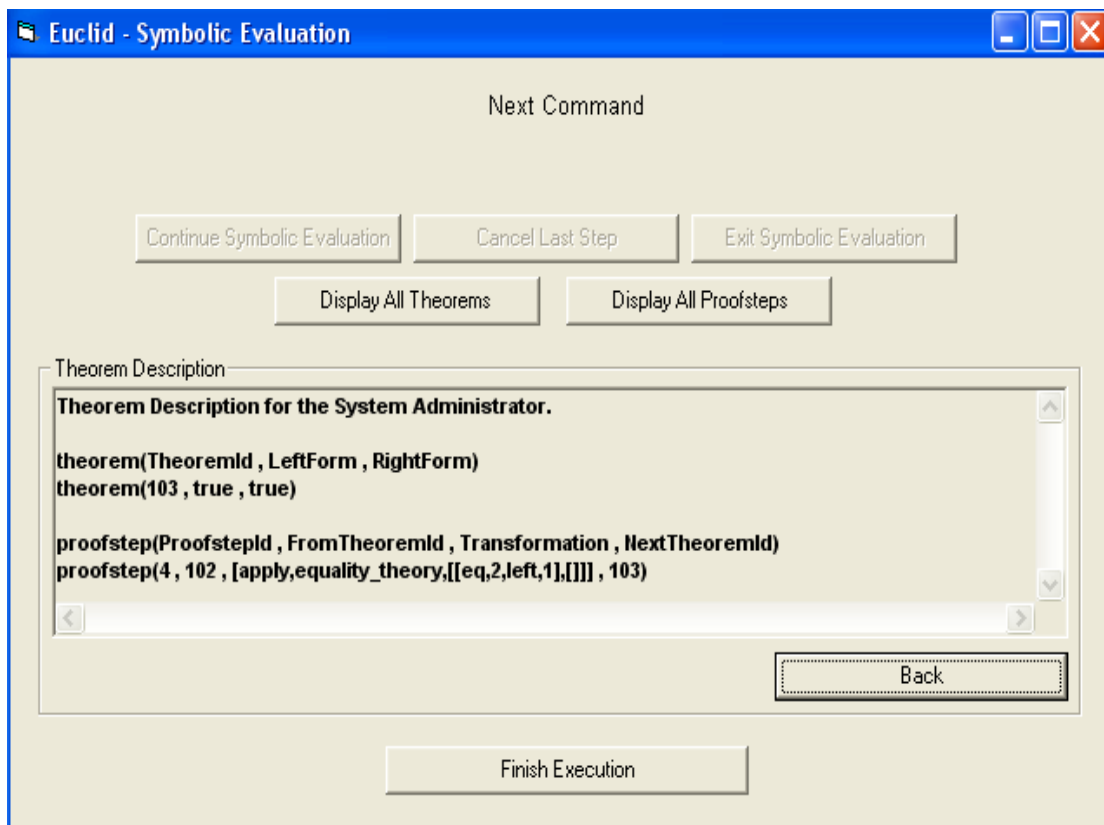 Euclid - Symbolic Evaluation
Next Command
Continue Symbolic Evaluation Cancel Last Step Exit Symbolic Evaluation
Display All Theorems Display All Proofsteps
Theorem Description
Theorem Description for the System Administrator.
theorem(TheoremId , LeftForm , RightForm)
theorem(103 , true , true)
proofstep(ProofstepId , FromTheoremId , Transformation , NextTheoremId)
proofstep(4 , 102 , [apply,equality_theory,[[eq,2,left,1],[]]] , 103)
Back
Finish Execution